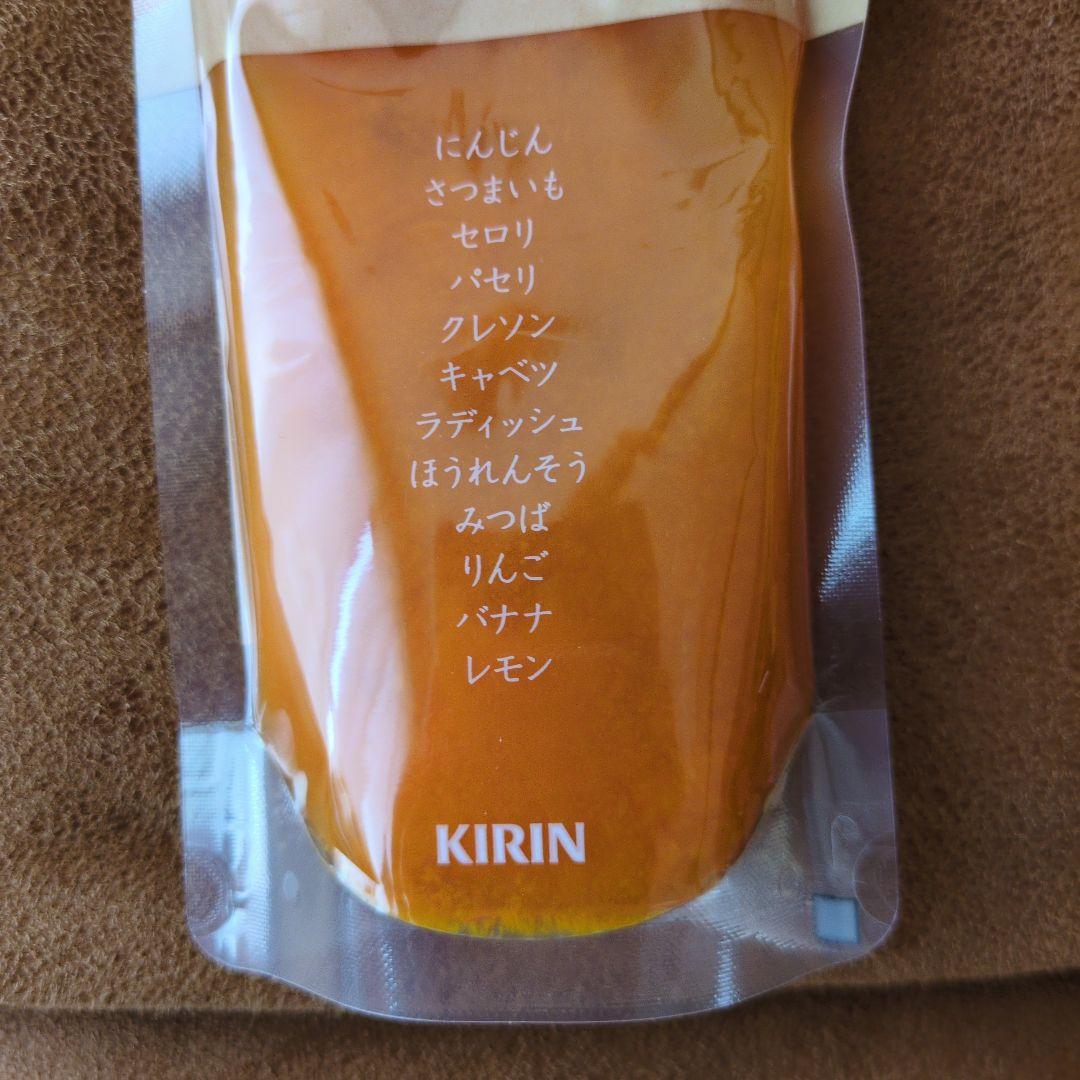 にんじん
さつまいも
セロリ
パセリ
クレソン
キャベツ
ラディッシュ
ほうれんそう
みつば
りんご
バナナ
レモン
KIRIN